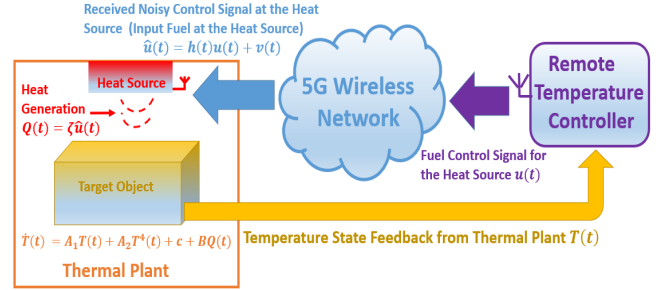 Received Noisy Control Signal at the Heat
Source (Input Fuel at the Heat Source)
û(t) = h(t)u(t) + v(t)
Heat Source
Heat
Generation
Q(t) = ζû(t)
Target Object
Ṫ(t) = A₁T(t) + A₂T⁴(t) + c + BQ(t)
Thermal Plant
5G Wireless
Network
Remote
Temperature
Controller
Fuel Control Signal for
the Heat Source u(t)
Temperature State Feedback from Thermal Plant T(t)